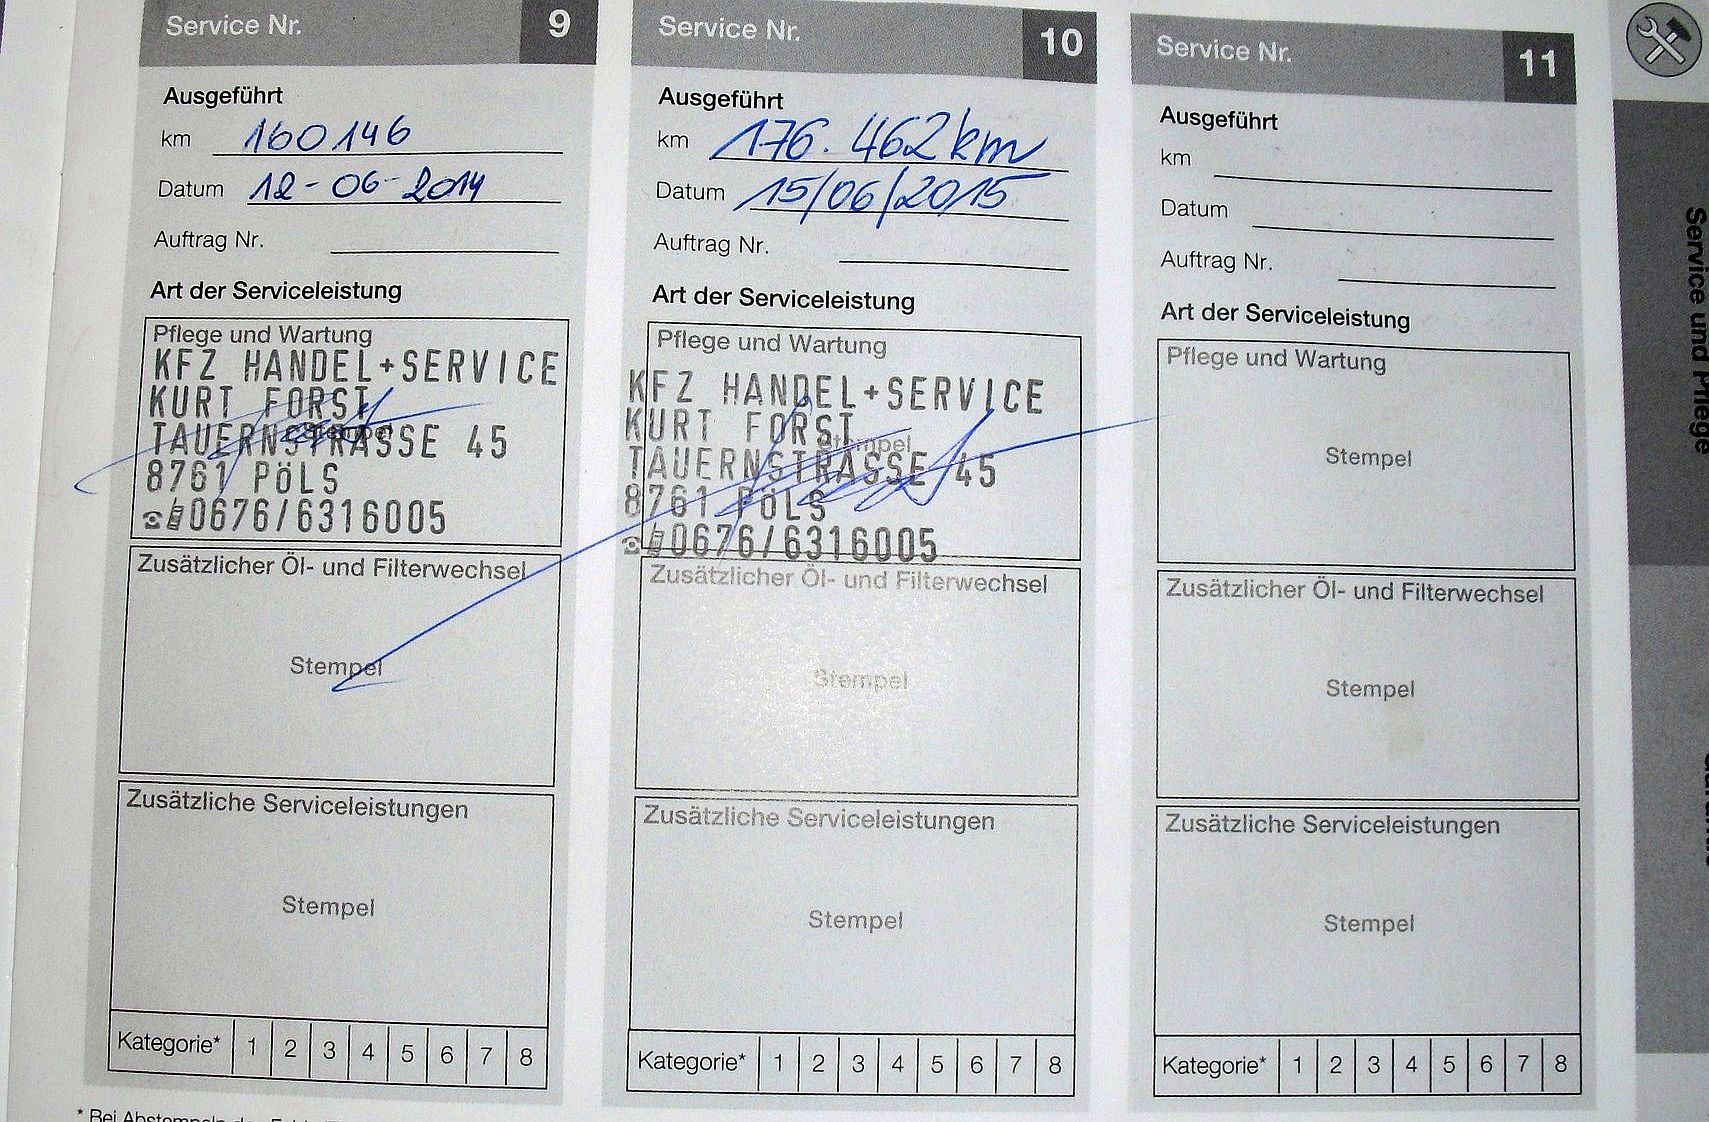 Service Nr. 9
Ausgeführt
km 160146
Datum 12-06-2014
Auftrag Nr.
Art der Serviceleistung
Pflege und Wartung
KFZ HANDEL+SERVICE
KURT FORST
Stempel
TAUERNSTRASSE 45
8761 PÖLS
0676/6316005
Zusätzlicher Öl- und Filterwechsel
Stempel
Zusätzliche Serviceleistungen
Stempel
Kategorie* 1 2 3 4 5 6 7 8
* Bei Abstempeln
Service Nr. 10
Ausgeführt
km 176.462 km
Datum 15/06/2015
Auftrag Nr.
Art der Serviceleistung
Pflege und Wartung
KFZ HANDEL+SERVICE
KURT FORST
Stempel
TAUERNSTRASSE 45
8761 PÖLS
0676/6316005
Zusätzlicher Öl- und Filterwechsel
Stempel
Zusätzliche Serviceleistungen
Stempel
Kategorie* 1 2 3 4 5 6 7 8
Service Nr. 11
Ausgeführt
km
Datum
Auftrag Nr.
Art der Serviceleistung
Pflege und Wartung
Stempel
Zusätzlicher Öl- und Filterwechsel
Stempel
Zusätzliche Serviceleistungen
Stempel
Kategorie* 1 2 3 4 5 6 7 8
Service und Pflege